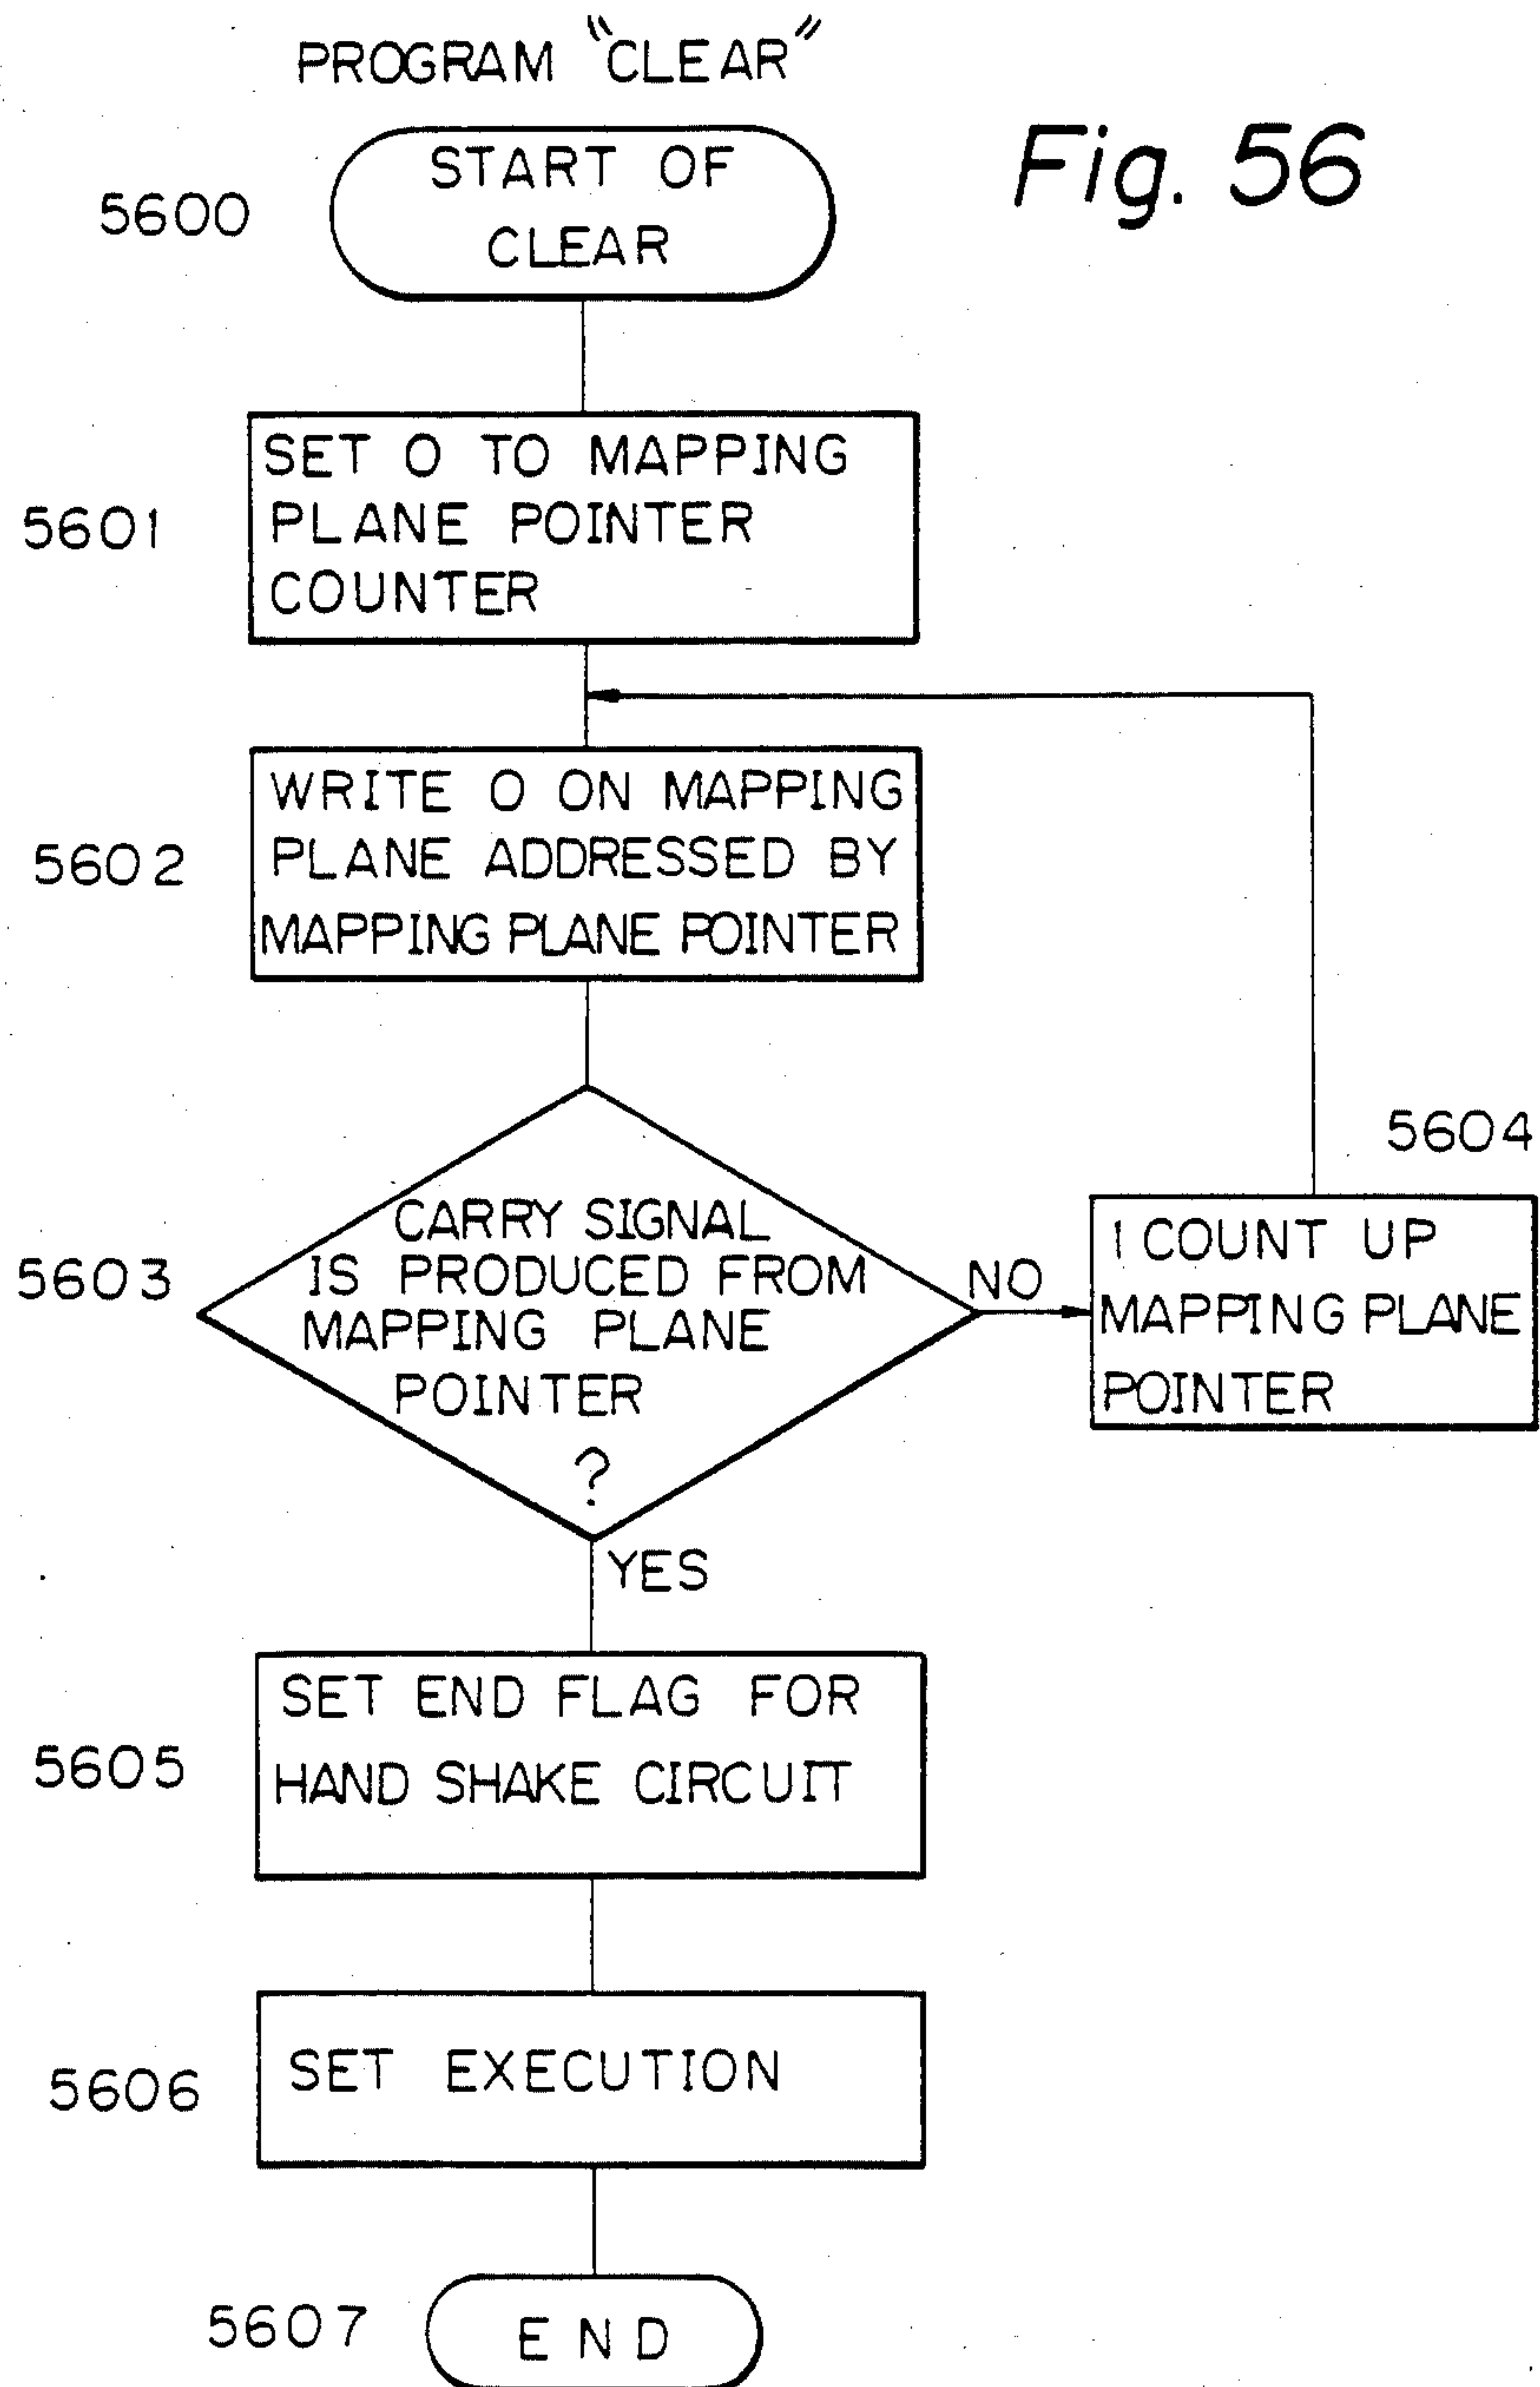 PROGRAM "CLEAR"
Fig. 56
5600
START OF
CLEAR
5601
SET 0 TO MAPPING
PLANE POINTER
COUNTER
5602
WRITE 0 ON MAPPING
PLANE ADDRESSED BY
MAPPING PLANE POINTER
5603
CARRY SIGNAL
IS PRODUCED FROM
MAPPING PLANE
POINTER
?
NO
5604
1 COUNT UP
MAPPING PLANE
POINTER
YES
5605
SET END FLAG FOR
HAND SHAKE CIRCUIT
5606
SET EXECUTION
5607
END